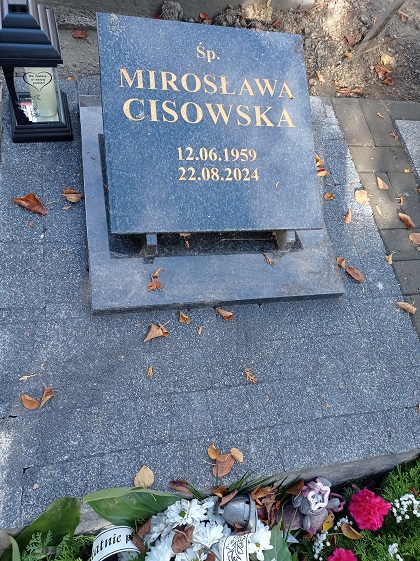 Śp.
MIROSŁAWA
CISOWSKA
12.06.1959
22.08.2024